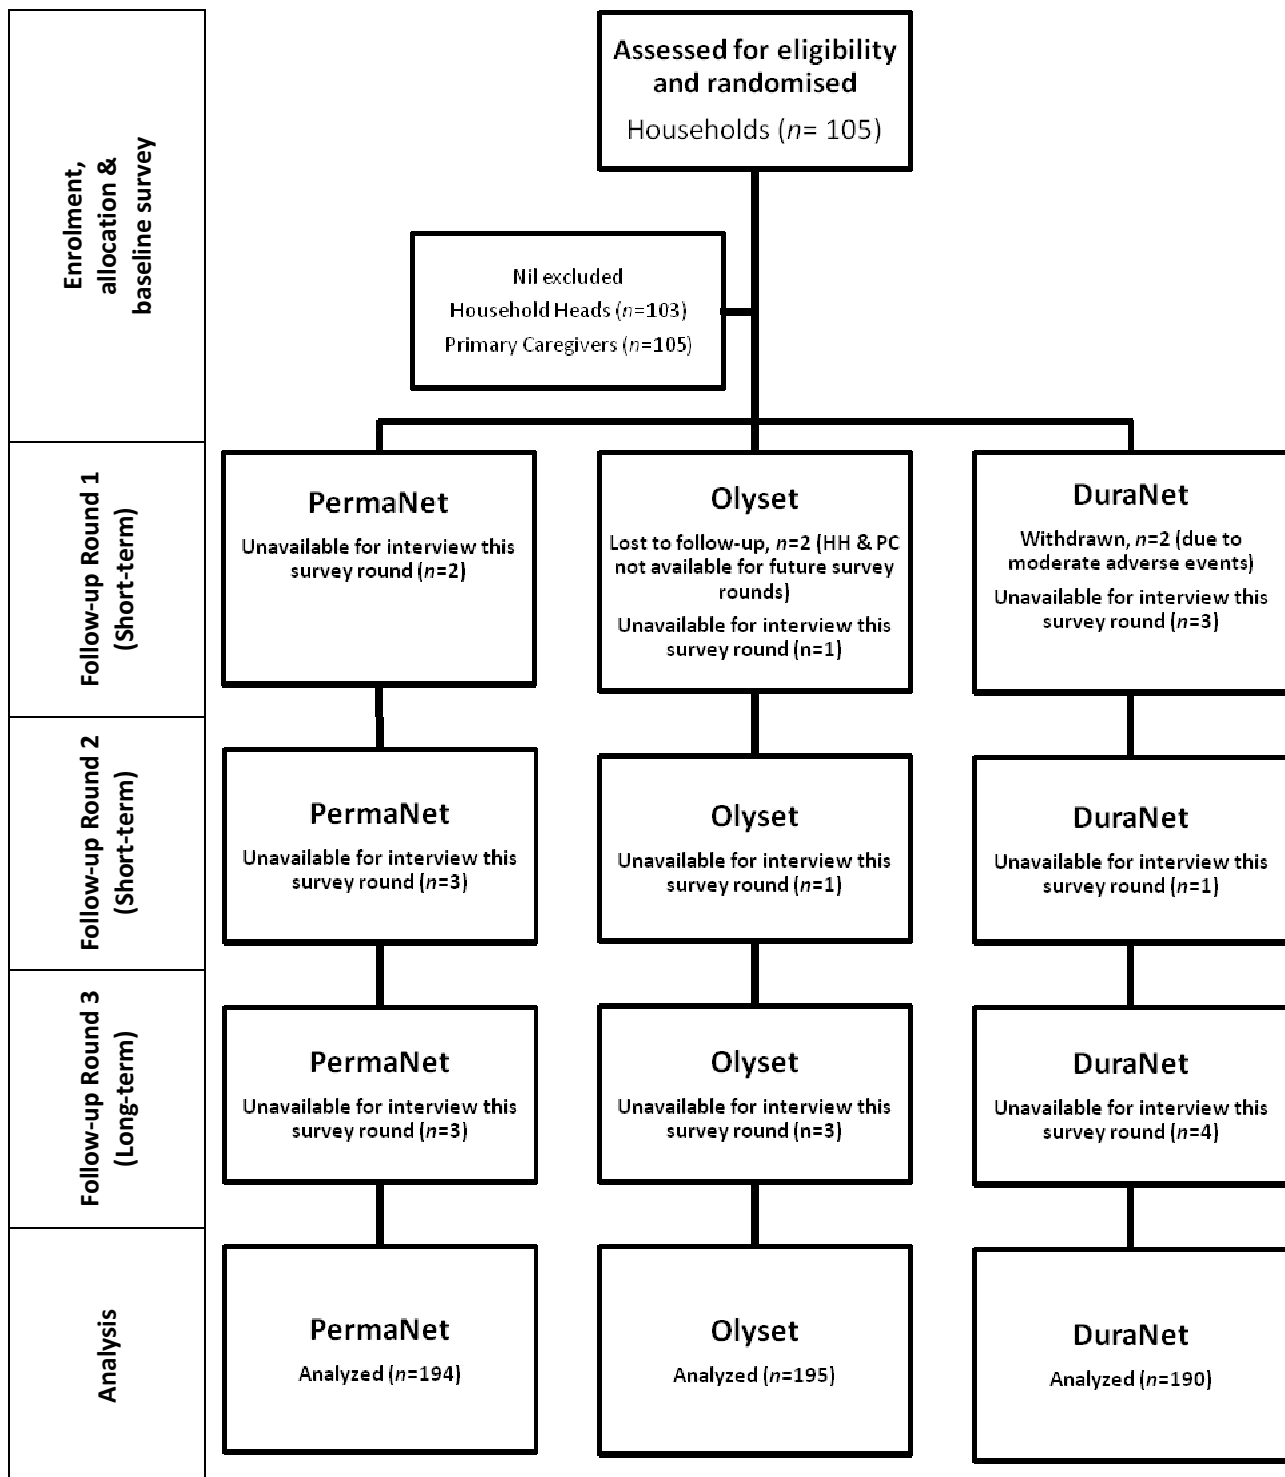 Assessed for eligibility
and randomised
Households (n= 105)
Enrolment,
allocation &
baseline survey
Nil excluded
Household Heads (n=103)
Primary Caregivers (n=105)
Follow-up Round 1
(Short-term)
PermaNet
Unavailable for interview this
survey round (n=2)
Olyset
Lost to follow-up, n=2 (HH & PC
not available for future survey
rounds)
Unavailable for interview this
survey round (n=1)
DuraNet
Withdrawn, n=2 (due to
moderate adverse events)
Unavailable for interview this
survey round (n=3)
Follow-up Round 2
(Short-term)
PermaNet
Unavailable for interview this
survey round (n=3)
Olyset
Unavailable for interview this
survey round (n=1)
DuraNet
Unavailable for interview this
survey round (n=1)
Follow-up Round 3
(Long-term)
PermaNet
Unavailable for interview this
survey round (n=3)
Olyset
Unavailable for interview this
survey round (n=3)
DuraNet
Unavailable for interview this
survey round (n=4)
Analysis
PermaNet
Analyzed (n=194)
Olyset
Analyzed (n=195)
DuraNet
Analyzed (n=190)